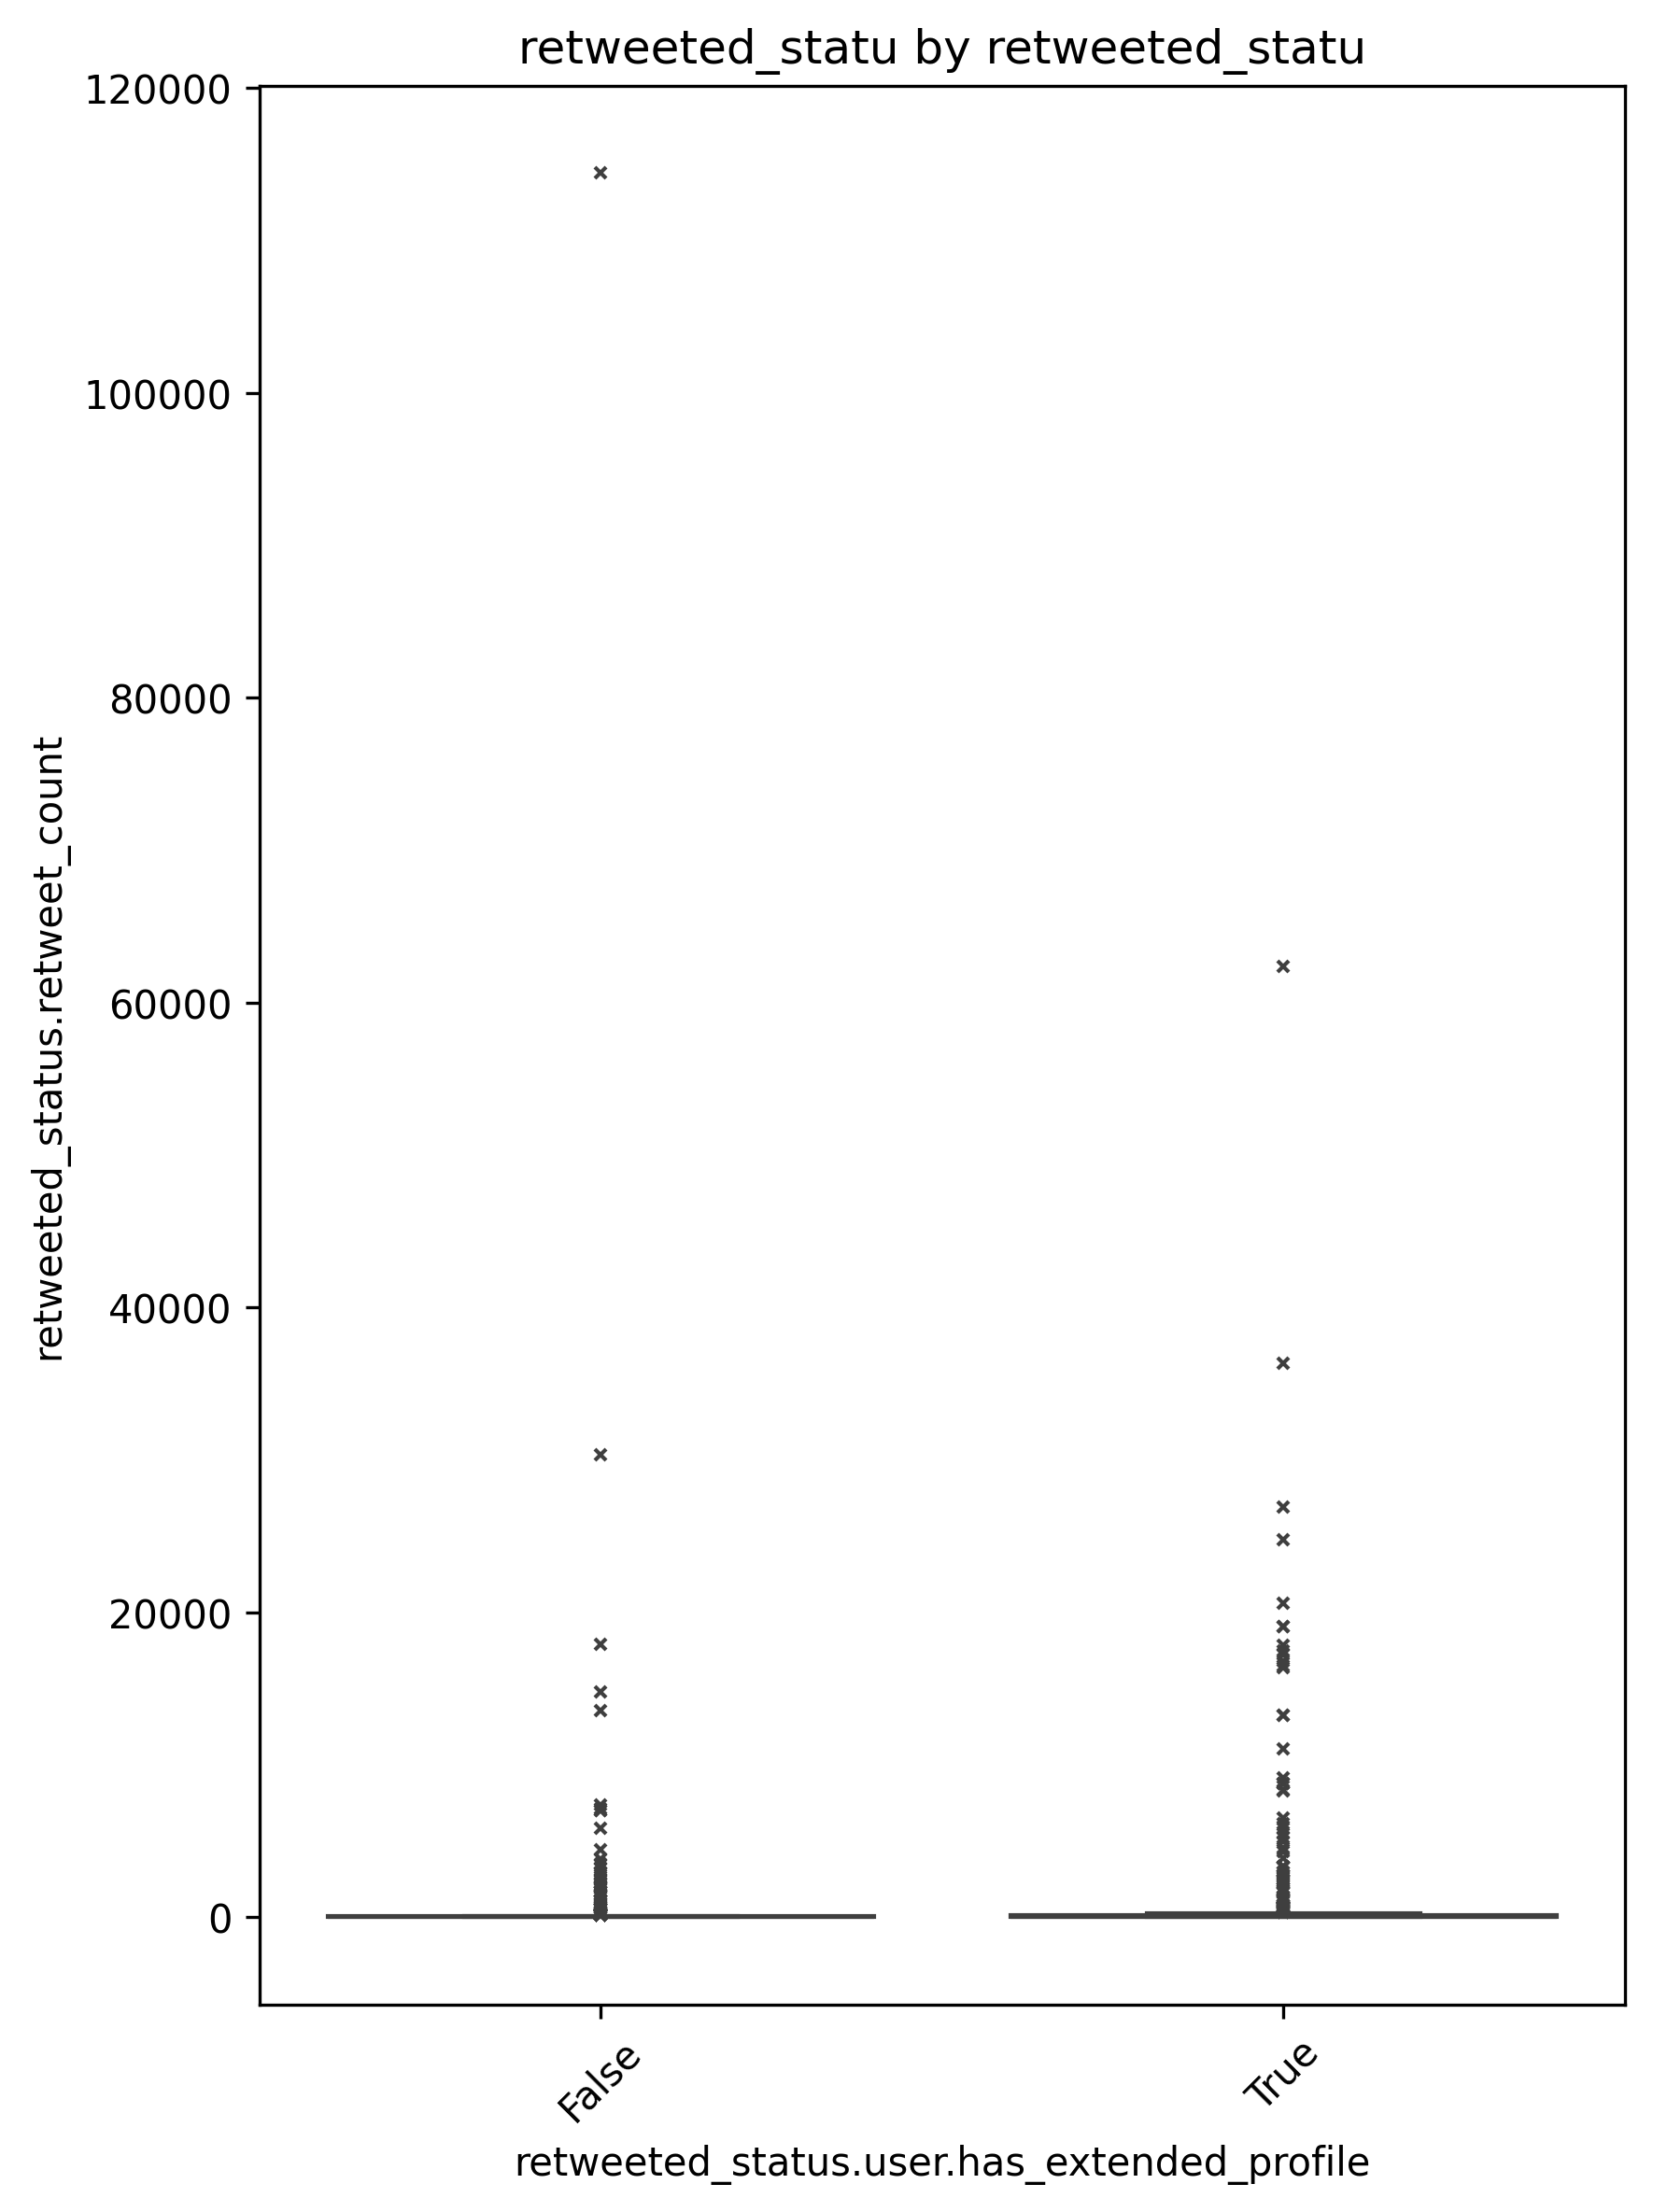 retweeted_statu by retweeted_statu
120000
100000
80000
60000
40000
20000
0
retweeted_status.retweet_count
False
True
retweeted_status.user.has_extended_profile